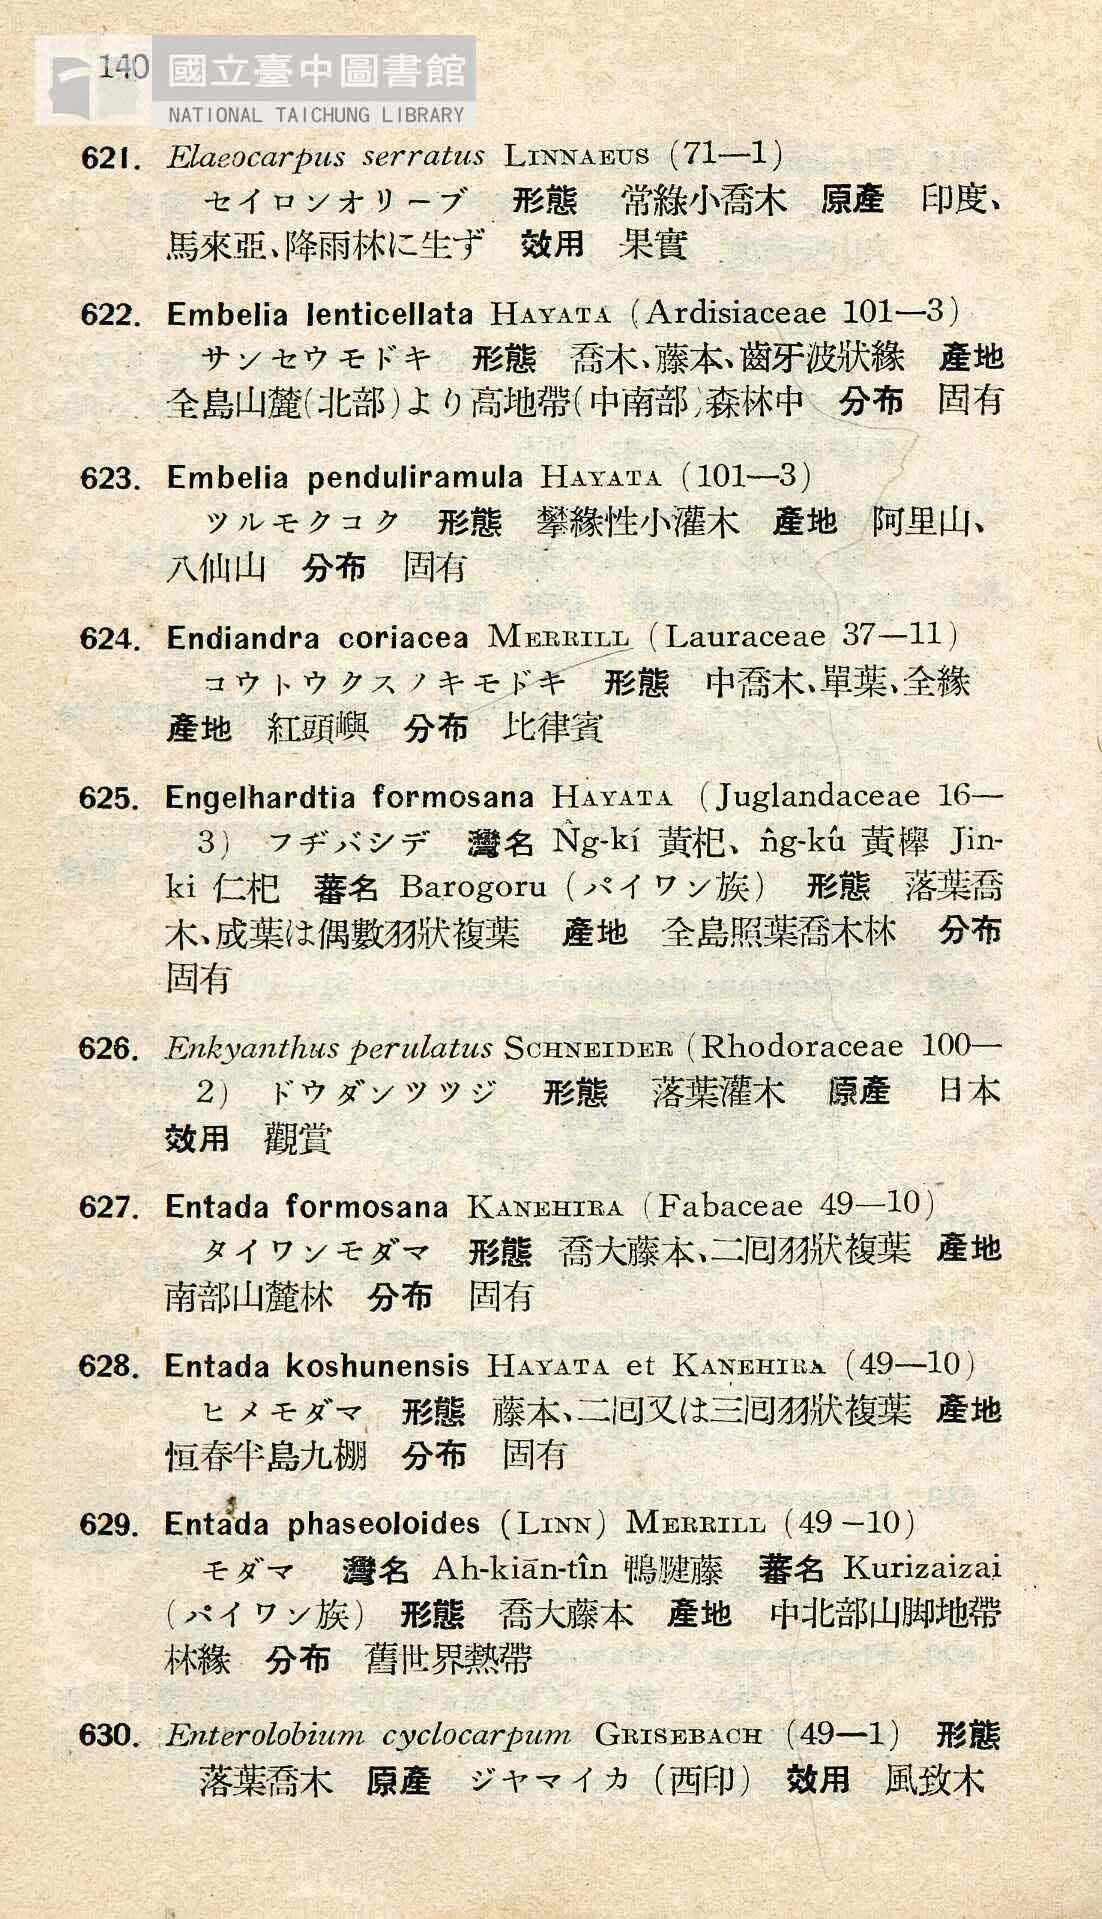 140
國立臺中圖書館
NATIONAL TAICHUNG LIBRARY
621. Elaeocarpus serratus LINNAEUS (71—1)
セイロンオリーブ 形態 常綠小喬木 原產 印度、
馬來亞、降雨林に生ず 效用 果實
622. Embelia lenticellata HAYATA (Ardisiaceae 101—3)
サンセウモドキ 形態 喬木、藤本、齒牙波狀緣 產地
全島山麓(北部)より高地帶(中南部)森林中 分布 固有
623. Embelia penduliramula HAYATA (101—3)
ツルモクコク 形態 攀緣性小灌木 產地 阿里山、
八仙山 分布 固有
624. Endiandra coriacea MERRILL (Lauraceae 37—11)
コウトウクスノキモドキ 形態 中喬木、單葉、全緣
產地 紅頭嶼 分布 比律賓
625. Engelhardtia formosana HAYATA (Juglandaceae 16—
3) フヂバシデ 灣名 N̂g-kí 黃杞、n̂g-kû 黃欅 Jin-
ki 仁杞 蕃名 Barogoru (パイワン族) 形態 落葉喬
木、成葉は偶數羽狀複葉 產地 全島照葉喬木林 分布
固有
626. Enkyanthus perulatus SCHNEIDER (Rhodoraceae 100—
2) ドウダンツツジ 形態 落葉灌木 原產 日本
效用 觀賞
627. Entada formosana KANEHIRA (Fabaceae 49—10)
タイワンモダマ 形態 喬大藤本、二囘羽狀複葉 產地
南部山麓林 分布 固有
628. Entada koshunensis HAYATA et KANEHIRA (49—10)
ヒメモダマ 形態 藤本、二囘又は三囘羽狀複葉 產地
恒春半島九棚 分布 固有
629. Entada phaseoloides (LINN) MERRILL (49—10)
モダマ 灣名 Ah-kiān-tîn 鴨腱藤 蕃名 Kurizaizai
(パイワン族) 形態 喬大藤本 產地 中北部山脚地帶
林緣 分布 舊世界熱帶
630. Enterolobium cyclocarpum GRISEBACH (49—1) 形態
落葉喬木 原產 ジヤマイカ (西印) 效用 風致木